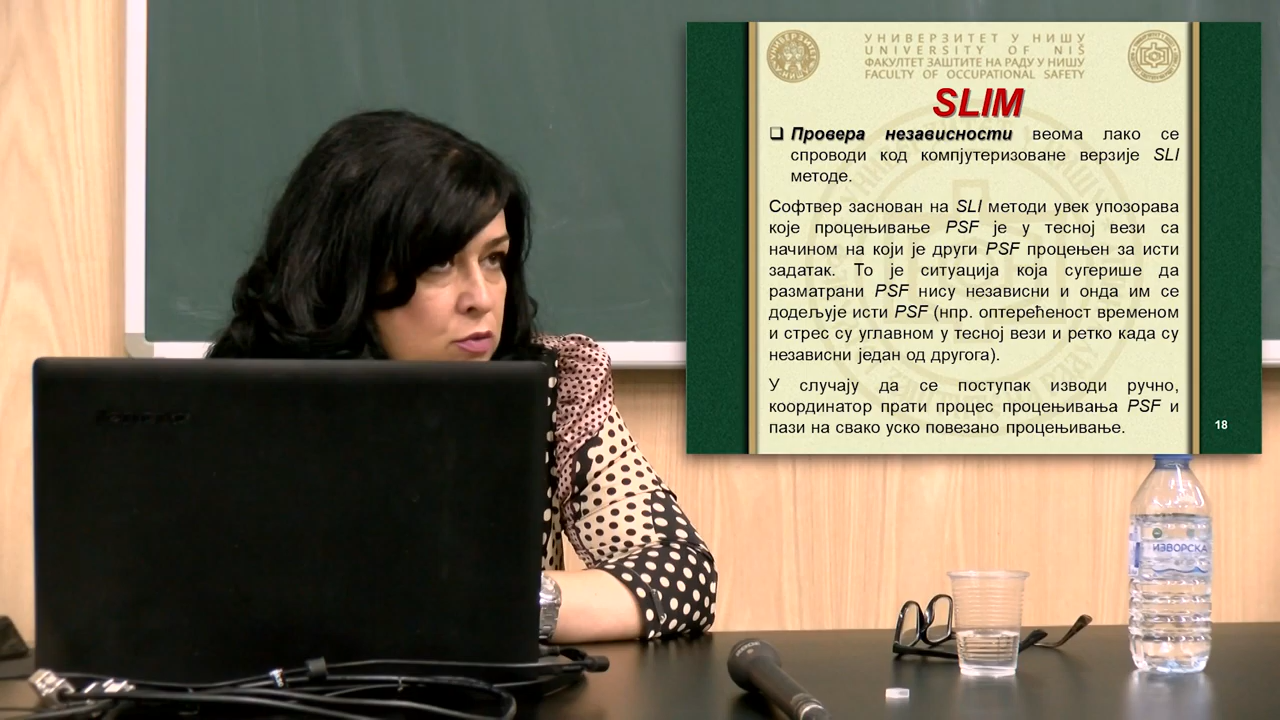 УНИВЕРЗИТЕТ У НИШУ
UNIVERSITY OF NIŠ
ФАКУЛТЕТ ЗАШТИТЕ НА РАДУ У НИШУ
FACULTY OF OCCUPATIONAL SAFETY
SLIM
Провера независности веома лако се
спроводи код компјутеризоване верзије SLI
методе.
Софтвер заснован на SLI методи увек упозорава
које процењивање PSF је у тесној вези са
начином на који је други PSF процењен за исти
задатак. То је ситуација која сугерише да
разматрани PSF нису независни и онда им се
додељује исти PSF (нпр. оптерећеност временом
и стрес су углавном у тесној вези и ретко када су
независни један од другога).
У случају да се поступак изводи ручно,
координатор прати процес процењивања PSF и
пази на свако уско повезано процењивање.
18
ИЗВОРСКА